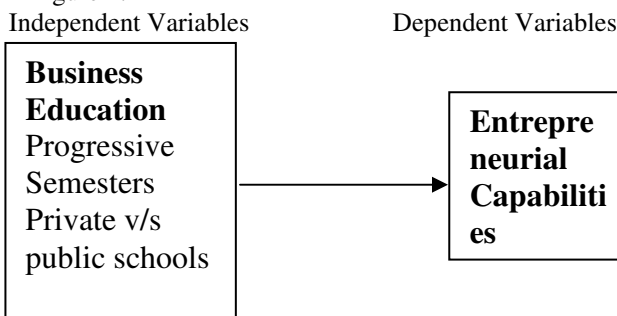 Independent Variables
Dependent Variables
Business
Education
Progressive
Semesters
Private v/s
public schools
Entrepre
neurial
Capabiliti
es